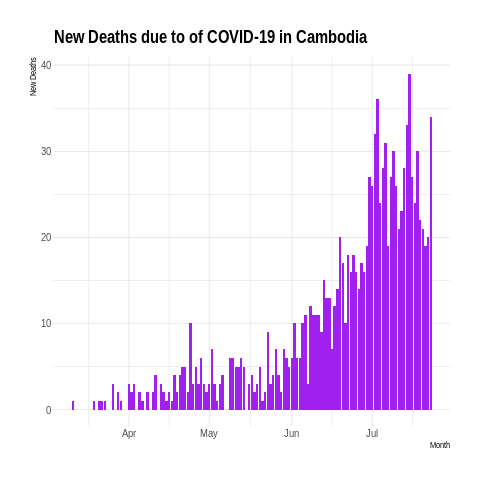 New Deaths due to of COVID-19 in Cambodia
New Deaths
40
30
20
10
0
Apr
May
Jun
Jul
Month